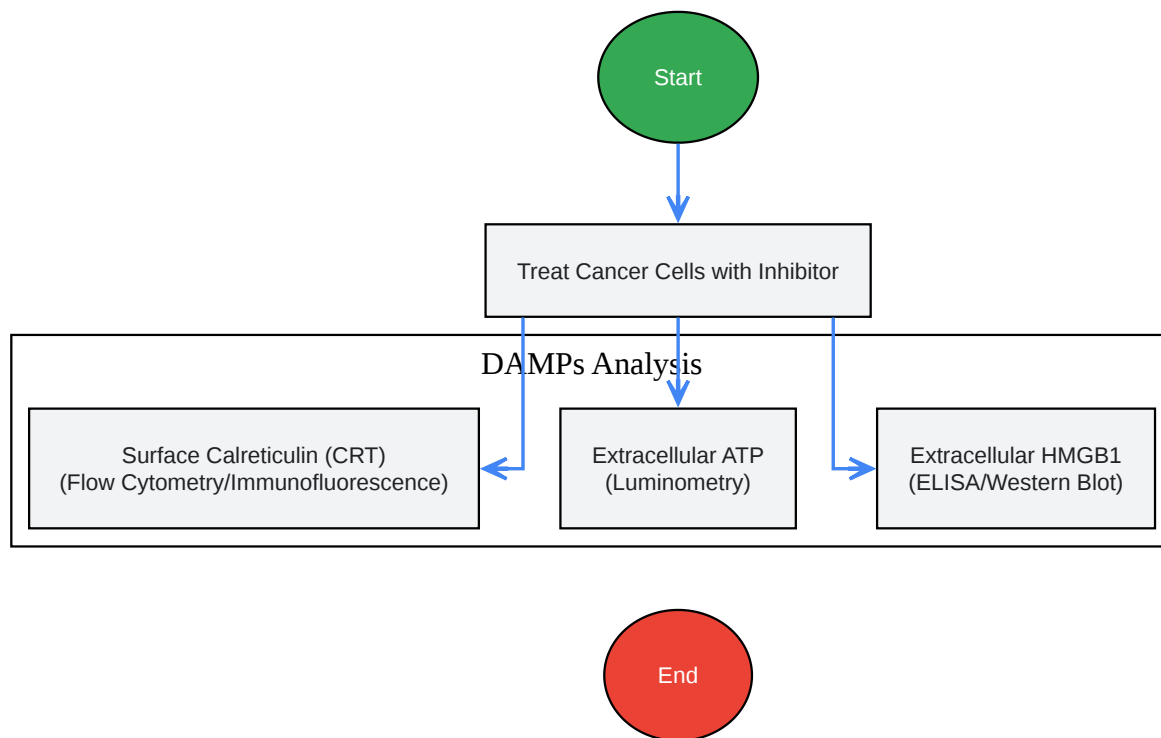 Start
Treat Cancer Cells with Inhibitor
DAMPs Analysis
Surface Calreticulin (CRT)
(Flow Cytometry/Immunofluorescence)
Extracellular ATP
(Luminometry)
Extracellular HMGB1
(ELISA/Western Blot)
End